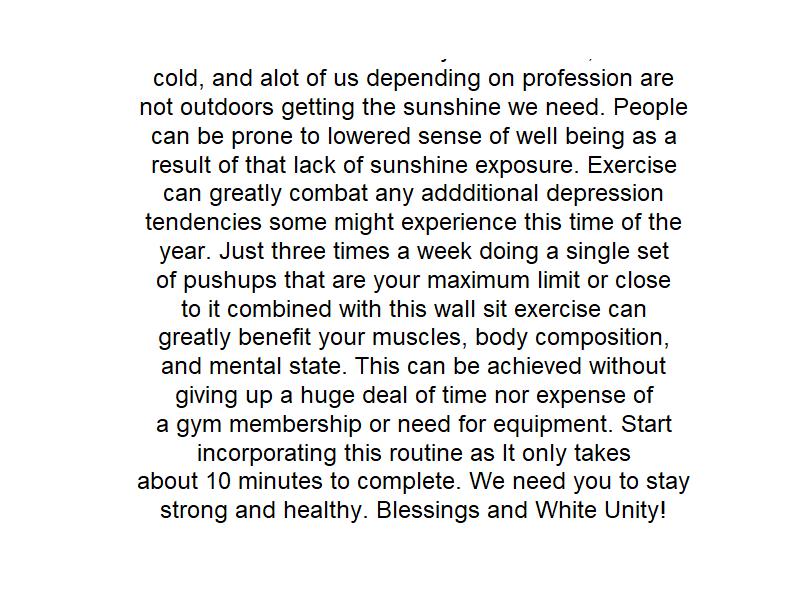 cold, and alot of us depending on profession are
not outdoors getting the sunshine we need. People
can be prone to lowered sense of well being as a
result of that lack of sunshine exposure. Exercise
can greatly combat any addditional depression
tendencies some might experience this time of the
year. Just three times a week doing a single set
of pushups that are your maximum limit or close
to it combined with this wall sit exercise can
greatly benefit your muscles, body composition,
and mental state. This can be achieved without
giving up a huge deal of time nor expense of
a gym membership or need for equipment. Start
incorporating this routine as It only takes
about 10 minutes to complete. We need you to stay
strong and healthy. Blessings and White Unity!